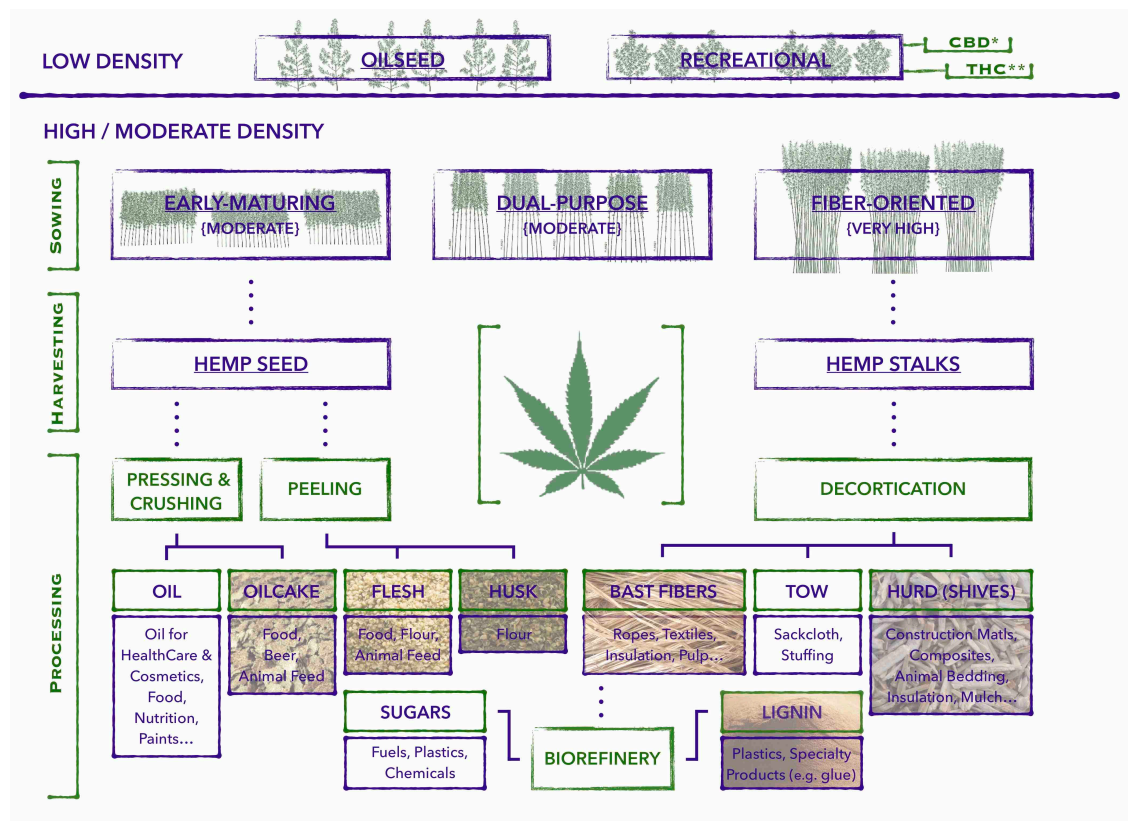 LOW DENSITY
OILSEED
RECREATIONAL
CBD*
THC**
HIGH / MODERATE DENSITY
SOWING
EARLY-MATURING
{MODERATE}
DUAL-PURPOSE
{MODERATE}
FIBER-ORIENTED
{VERY HIGH}
HARVESTING
HEMP SEED
HEMP STALKS
PROCESSING
PRESSING &
CRUSHING
PEELING
DECORTICATION
OIL
OILCAKE
FLESH
HUSK
BAST FIBERS
TOW
HURD (SHIVES)
Oil for
HealthCare &
Cosmetics,
Food,
Nutrition,
Paints...
Food,
Beer,
Animal Feed
Food, Flour,
Animal Feed
Flour
Ropes, Textiles,
Insulation, Pulp...
Sackcloth,
Stuffing
Construction Matls,
Composites,
Animal Bedding,
Insulation, Mulch...
SUGARS
Fuels, Plastics,
Chemicals
BIOREFINERY
LIGNIN
Plastics, Specialty
Products (e.g. glue)